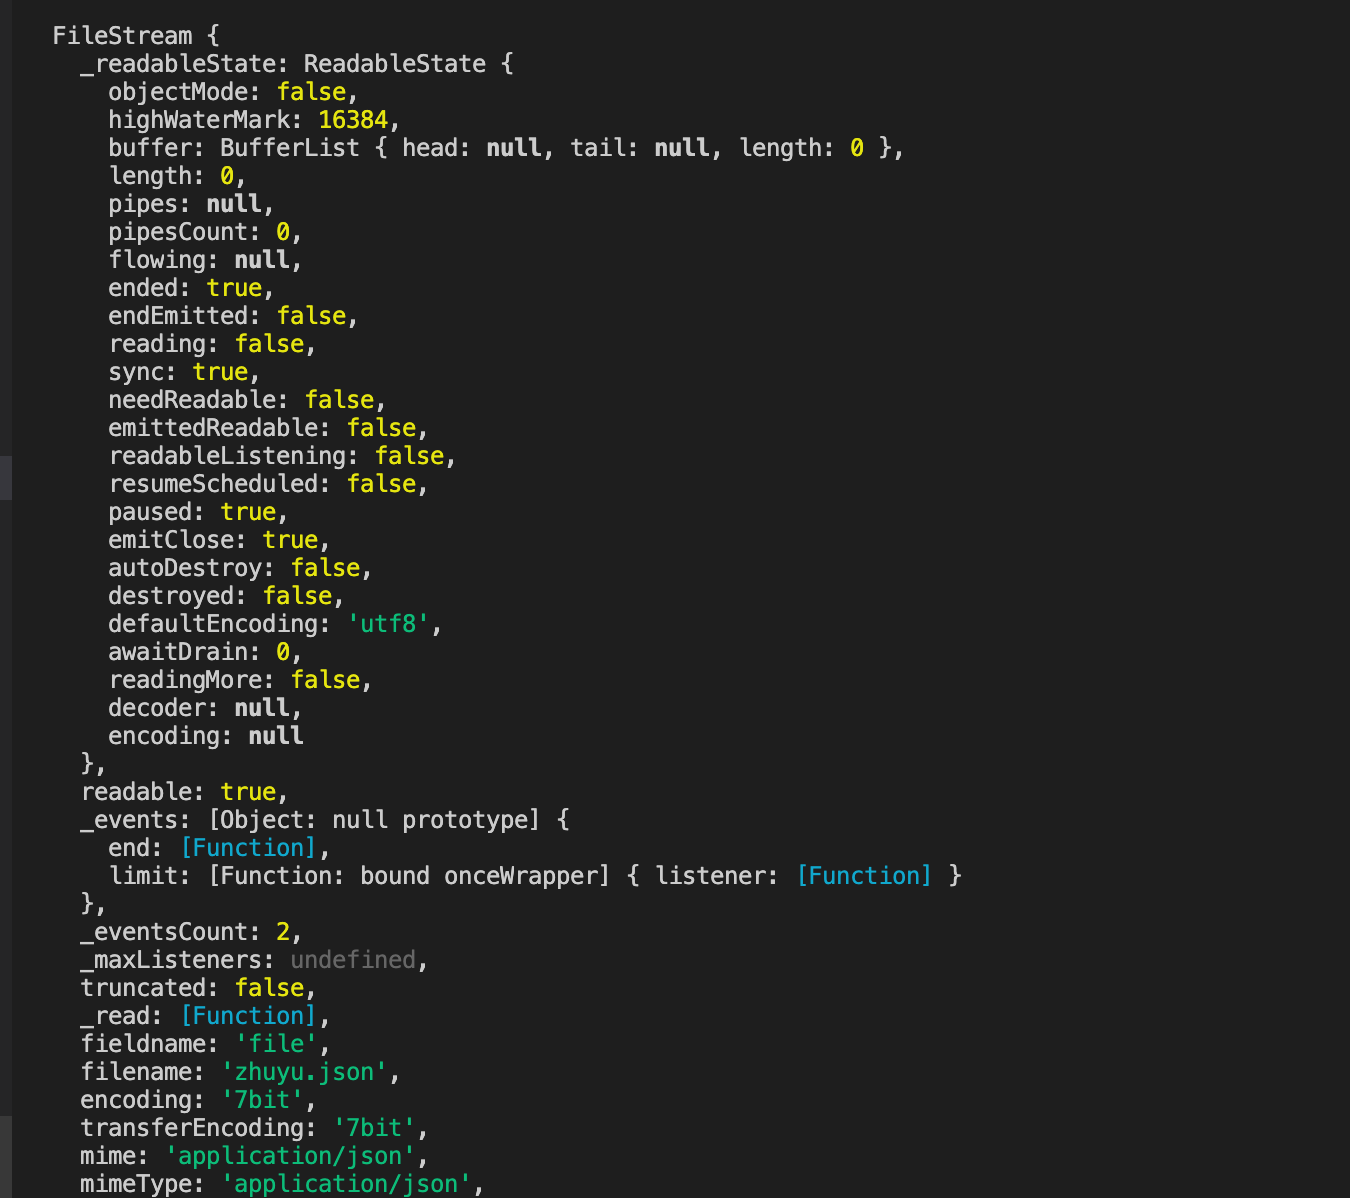 FileStream {
_readableState: ReadableState {
objectMode: false,
highWaterMark: 16384,
buffer: BufferList { head: null, tail: null, length: 0 },
length: 0,
pipes: null,
pipesCount: 0,
flowing: null,
ended: true,
endEmitted: false,
reading: false,
sync: true,
needReadable: false,
emittedReadable: false,
readableListening: false,
resumeScheduled: false,
paused: true,
emitClose: true,
autoDestroy: false,
destroyed: false,
defaultEncoding: 'utf8',
awaitDrain: 0,
readingMore: false,
decoder: null,
encoding: null
},
readable: true,
_events: [Object: null prototype] {
end: [Function],
limit: [Function: bound onceWrapper] { listener: [Function] }
},
_eventsCount: 2,
_maxListeners: undefined,
truncated: false,
_read: [Function],
fieldname: 'file',
filename: 'zhuyu.json',
encoding: '7bit',
transferEncoding: '7bit',
mime: 'application/json',
mimeType: 'application/json',